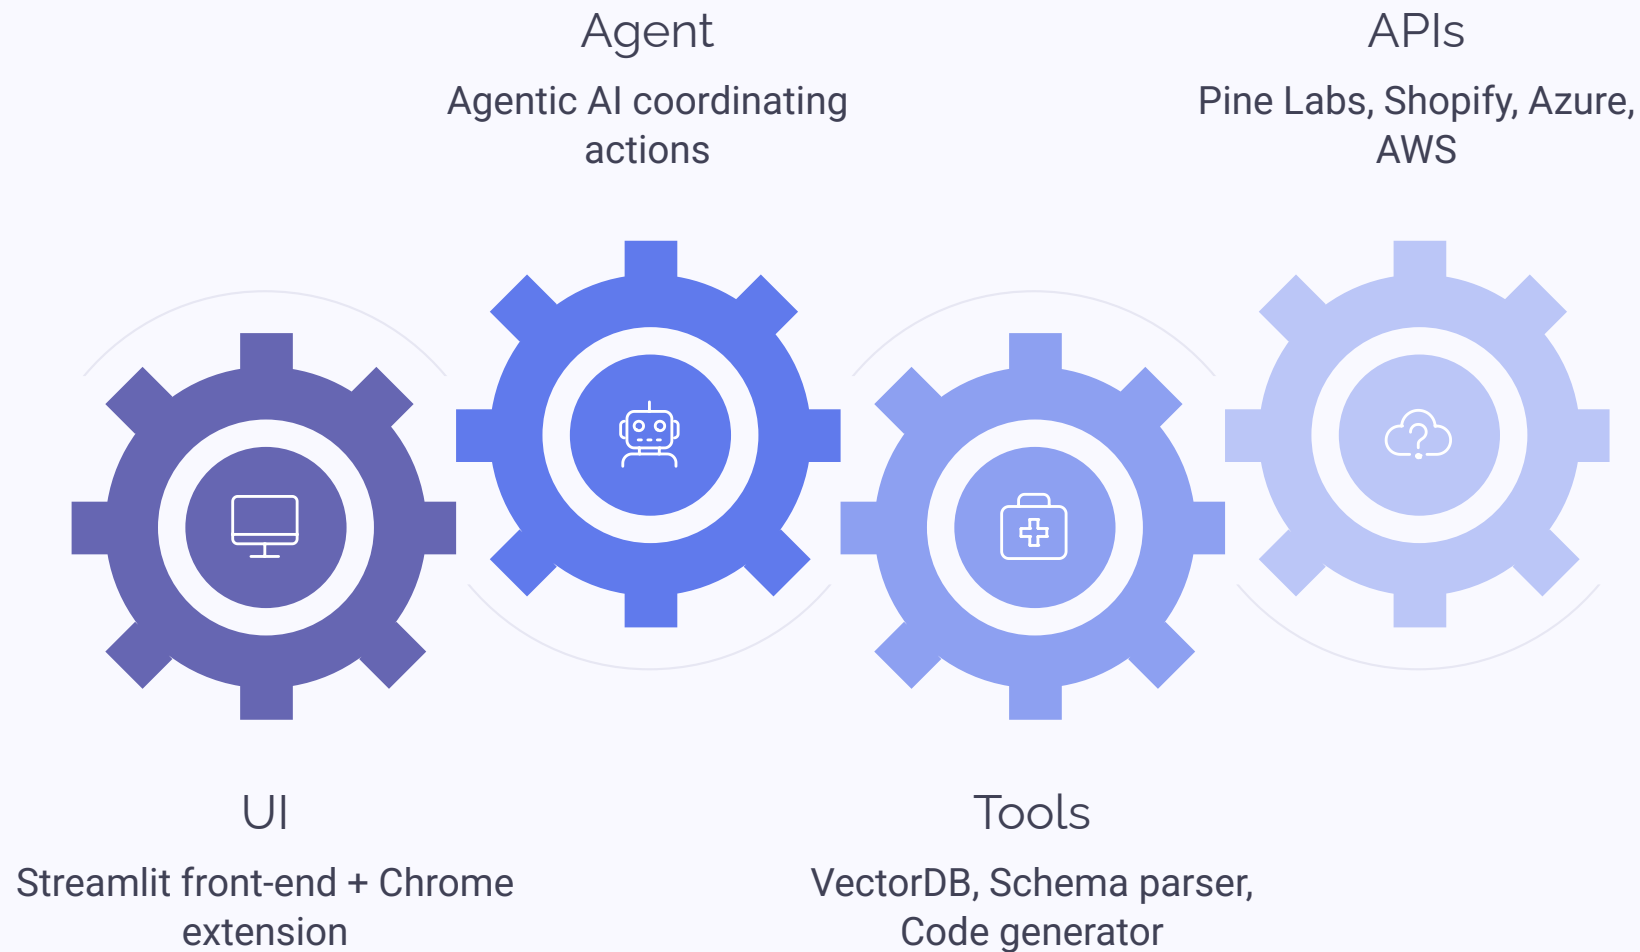 Agent
Agentic AI coordinating
actions
APIs
Pine Labs, Shopify, Azure,
AWS
UI
Streamlit front-end + Chrome
extension
Tools
VectorDB, Schema parser,
Code generator